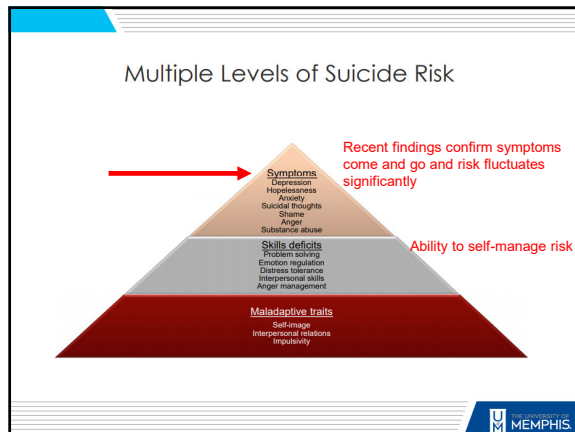 Multiple Levels of Suicide Risk
Recent findings confirm symptoms
come and go and risk fluctuates
significantly
Symptoms
Depression
Hopelessness
Anxiety
Suicidal thoughts
Shame
Anger
Substance abuse
Ability to self-manage risk
Skills deficits
Problem solving
Emotion regulation
Distress tolerance
Interpersonal skills
Anger management
Maladaptive traits
Self-image
Interpersonal relations
Impulsivity
UM
THE UNIVERSITY OF
MEMPHIS.